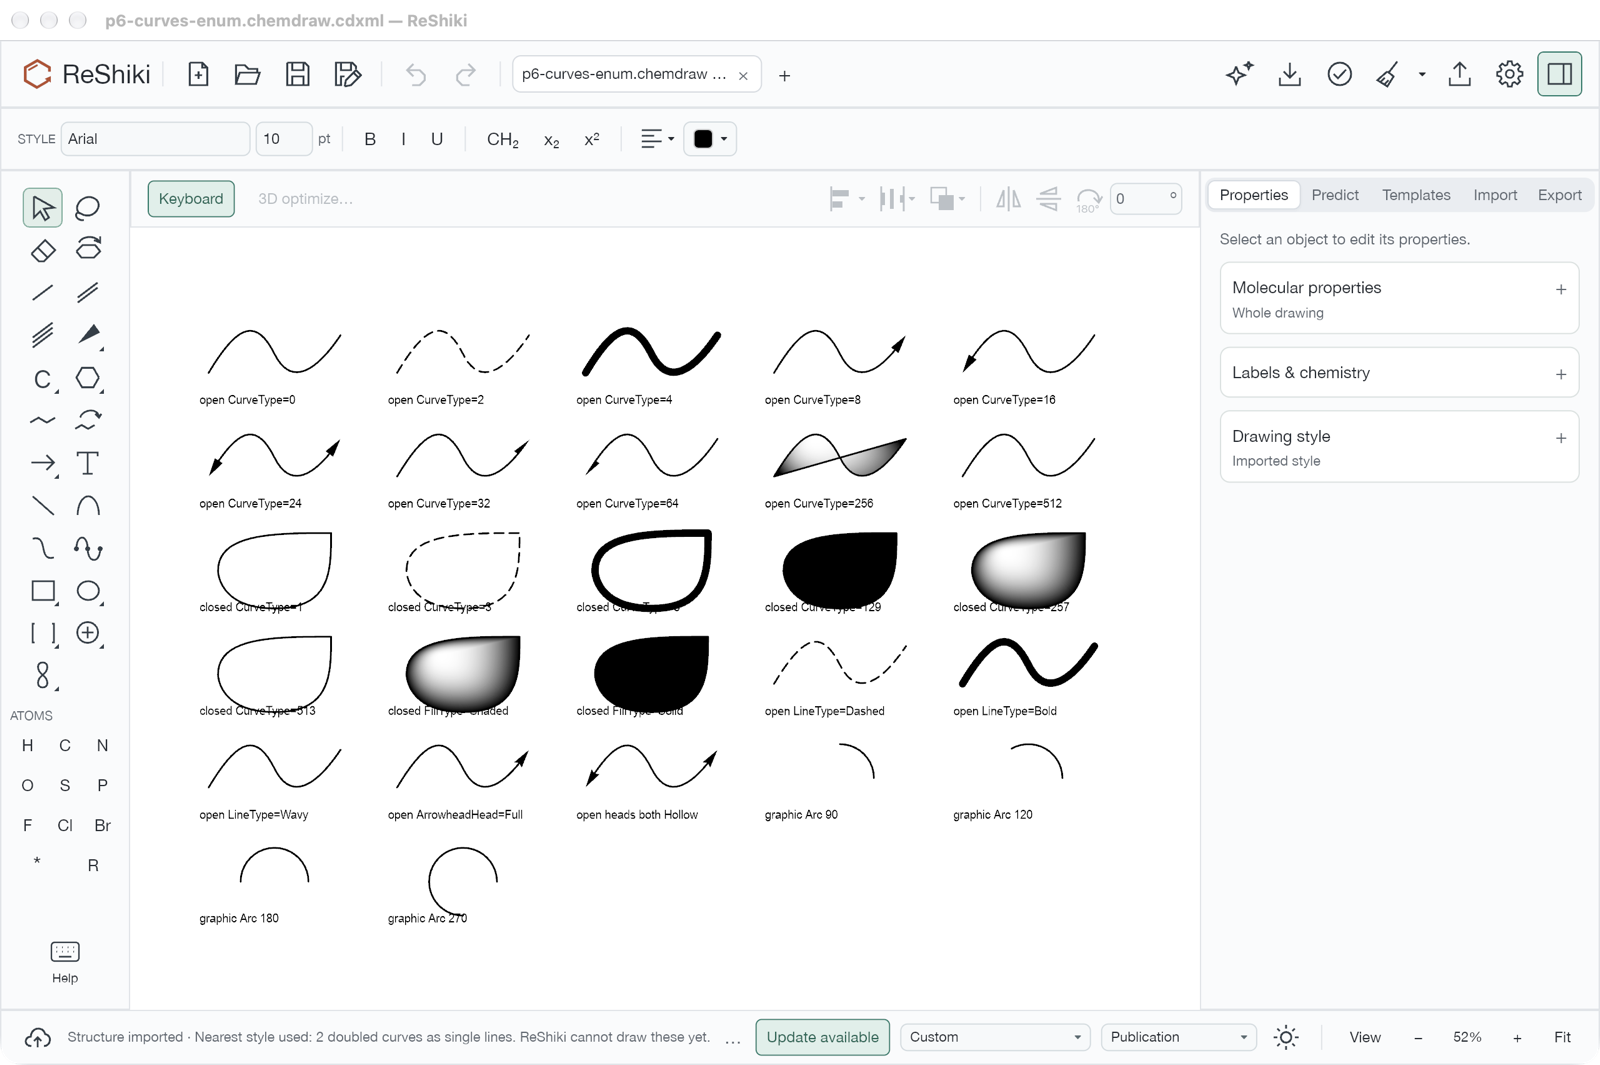 p6-curves-enum.chemdraw.cdxml — ReShiki
ReShiki
p6-curves-enum.chemdraw ...
STYLE Arial 10 pt B I U CH₂ x₂ x²
Keyboard 3D optimize... 180° 0 °
Properties Predict Templates Import Export
Select an object to edit its properties.
Molecular properties
Whole drawing
Labels & chemistry
Drawing style
Imported style
C
T
ATOMS
H C N
O S P
F Cl Br
* R
Help
open CurveType=0 open CurveType=2 open CurveType=4 open CurveType=8 open CurveType=16
open CurveType=24 open CurveType=32 open CurveType=64 open CurveType=256 open CurveType=512
closed CurveType=1 closed CurveType=3 closed closed CurveType=129 closed CurveType=257
closed CurveType=513 closed FillType=Shaded closed FillType=Solid open LineType=Dashed open LineType=Bold
open LineType=Wavy open ArrowheadHead=Full open heads both Hollow graphic Arc 90 graphic Arc 120
graphic Arc 180 graphic Arc 270
Structure imported · Nearest style used: 2 doubled curves as single lines. ReShiki cannot draw these yet. ... Update available Custom Publication View − 52% + Fit